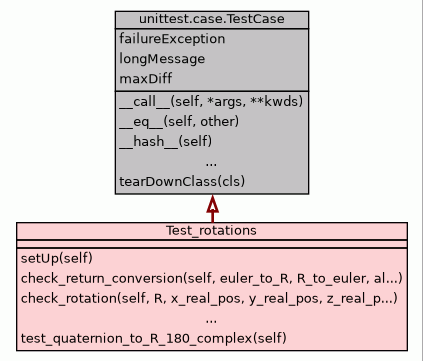 unittest.case.TestCase
failureException
longMessage
maxDiff
__call__(self, *args, **kwds)
__eq__(self, other)
__hash__(self)
...
tearDownClass(cls)
Test_rotations
setUp(self)
check_return_conversion(self, euler_to_R, R_to_euler, al...)
check_rotation(self, R, x_real_pos, y_real_pos, z_real_p...)
...
test_quaternion_to_R_180_complex(self)